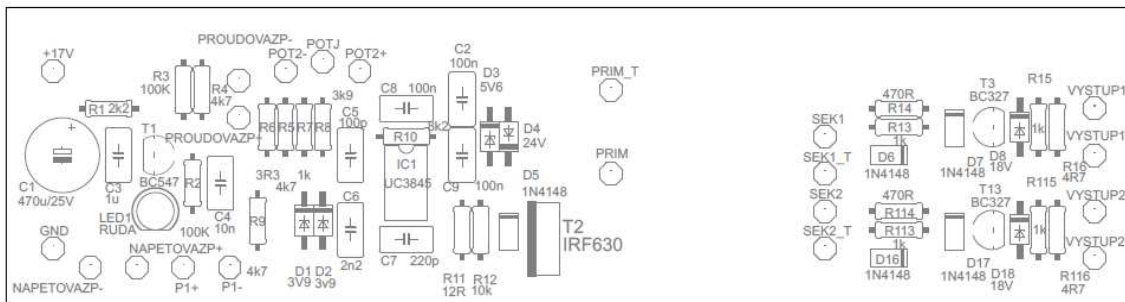 +17V
PROUDOVAZP-
POT2-
POTJ
POT2+
C2
100n
D3
5V6
PRIM_T
R3
100K
R4
4k7
3k9
C8
100n
R1
2k2
T1
PROUDOVAZP+
R6
R5
R7
R8
C5
100p
R10
8k2
D4
24V
IC1
UC3845
C9
100n
PRIM
C1
470u/25V
C3
1u
BC547
R2
3R3
4k7
1k
C6
LED1
RUDA
C4
10n
100K
R9
D5
1N4148
T2
IRF630
GND
NAPETOVAZP+
NAPETOVAZP-
P1+
P1-
4k7
D1
3V9
D2
3v9
2n2
C7
220p
R11
12R
R12
10k
470R
R14
R13
1k
SEK1
D6
1N4148
SEK1_T
T3
BC327
R15
VYSTUP1
1k
VYSTUP1
D7
1N4148
D8
18V
R16
4R7
SEK2
470R
R114
R113
1k
SEK2_T
D16
1N4148
T13
BC327
R115
VYSTUP2
1k
VYSTUP2
D17
1N4148
D18
18V
R116
4R7